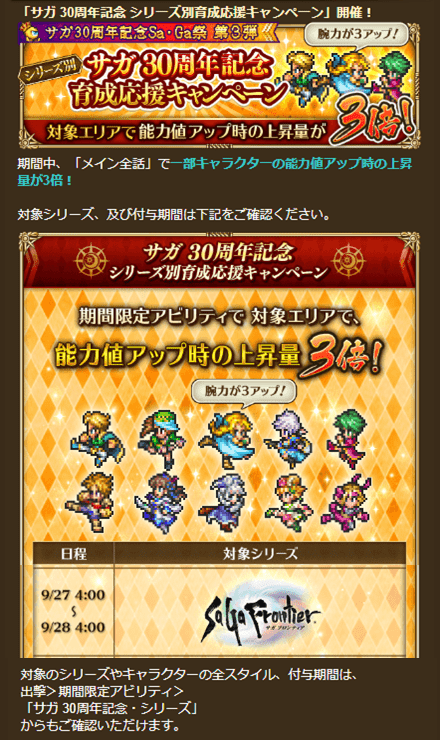 「サガ30周年記念 シリーズ別育成応援キャンペーン」開催！
サガ30周年記念Sa・Ga祭 第3弾
腕力が3アップ!
シリーズ別
サガ 30周年記念
育成応援キャンペーン
対象エリアで能力値アップ時の上昇量が
3倍!
期間中、「メイン全話」で一部キャラクターの能力値アップ時の上昇
量が3倍！
対象シリーズ、及び付与期間は下記をご確認ください。
サガ 30周年記念
シリーズ別育成応援キャンペーン
期間限定アビリティで 対象エリアで、
能力値アップ時の上昇量 3倍!
腕力が3アップ!
日程 対象シリーズ
9/27 4:00
～
9/28 4:00
SaGa Frontier
サガ フロンティア
対象のシリーズやキャラクターの全スタイル、付与期間は、
出撃＞期間限定アビリティ＞
「サガ 30周年記念・シリーズ」
からもご確認いただけます。